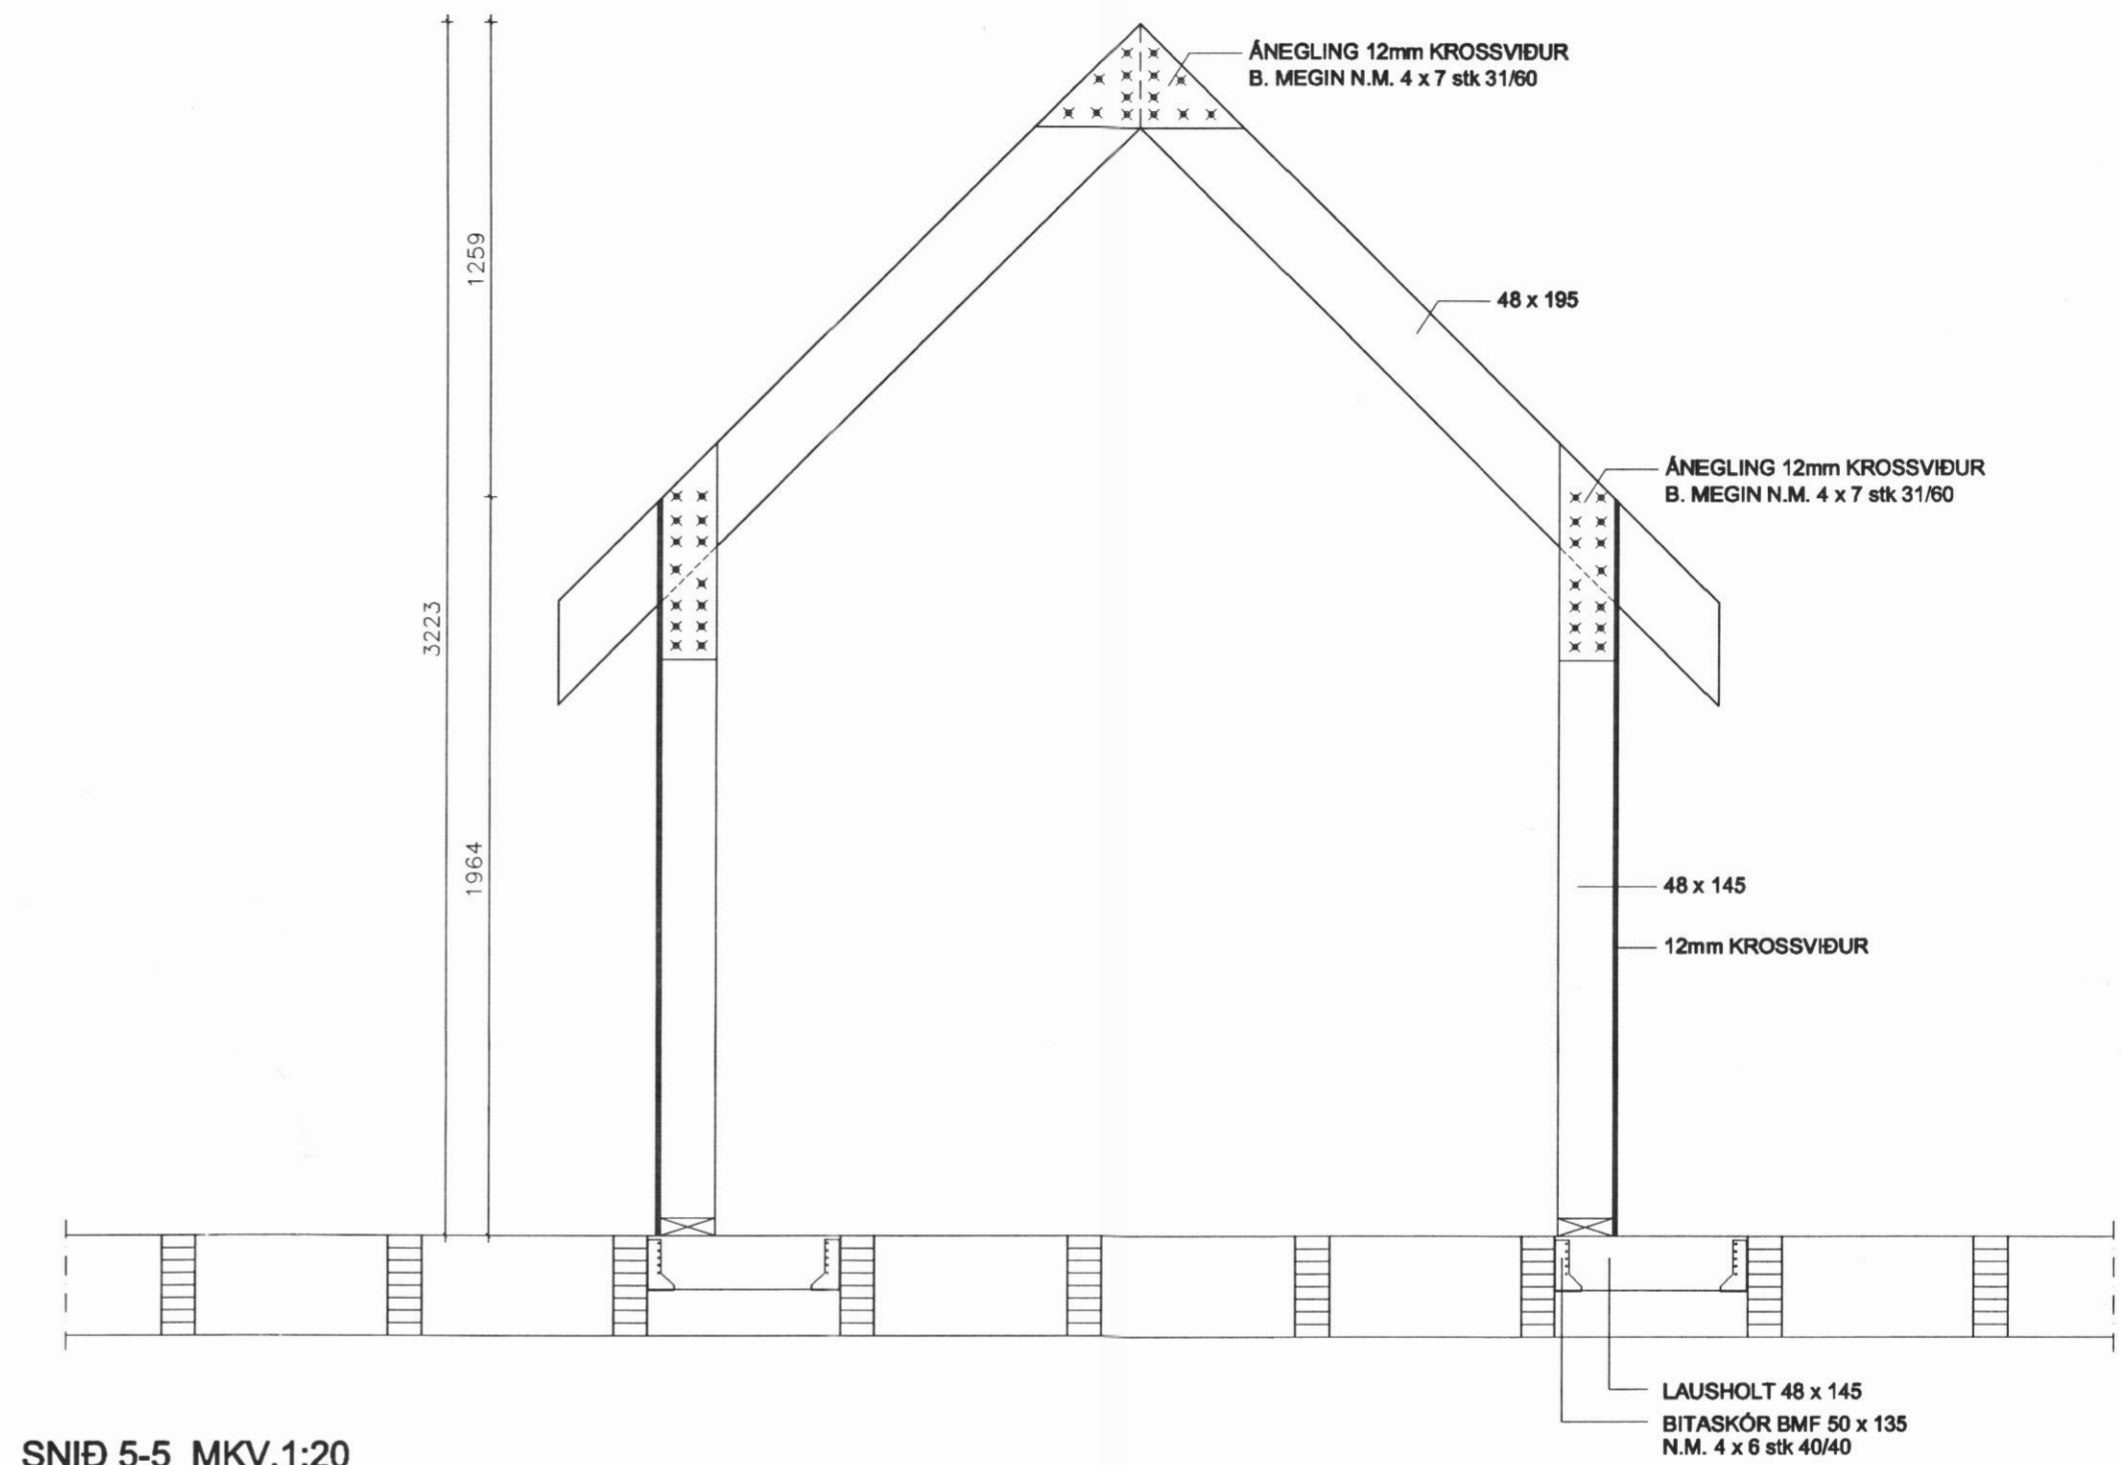 ÁNEGLING 12mm KROSSVIÐUR
B. MEGIN N.M. 4 x 7 stk 31/60
1259
48 x 195
ÁNEGLING 12mm KROSSVIÐUR
B. MEGIN N.M. 4 x 7 stk 31/60
3223
1964
48 x 145
12mm KROSSVIÐUR
LAUSHOLT 48 x 145
BITASKÓR BMF 50 x 135
N.M. 4 x 6 stk 40/40
SNIÐ 5-5 MKV.1:20